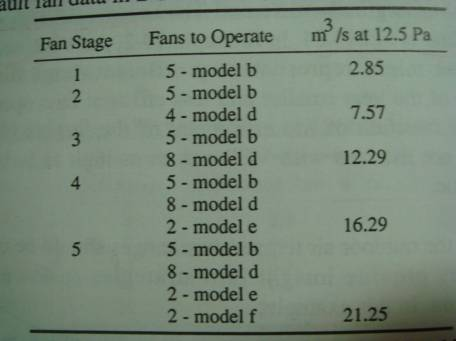 ault fan data in
Fan Stage Fans to Operate m³/s at 12.5 Pa
1 5 - model b 2.85
2 5 - model b
4 - model d 7.57
3 5 - model b
8 - model d 12.29
4 5 - model b
8 - model d
2 - model e 16.29
5 5 - model b
8 - model d
2 - model e
2 - model f 21.25